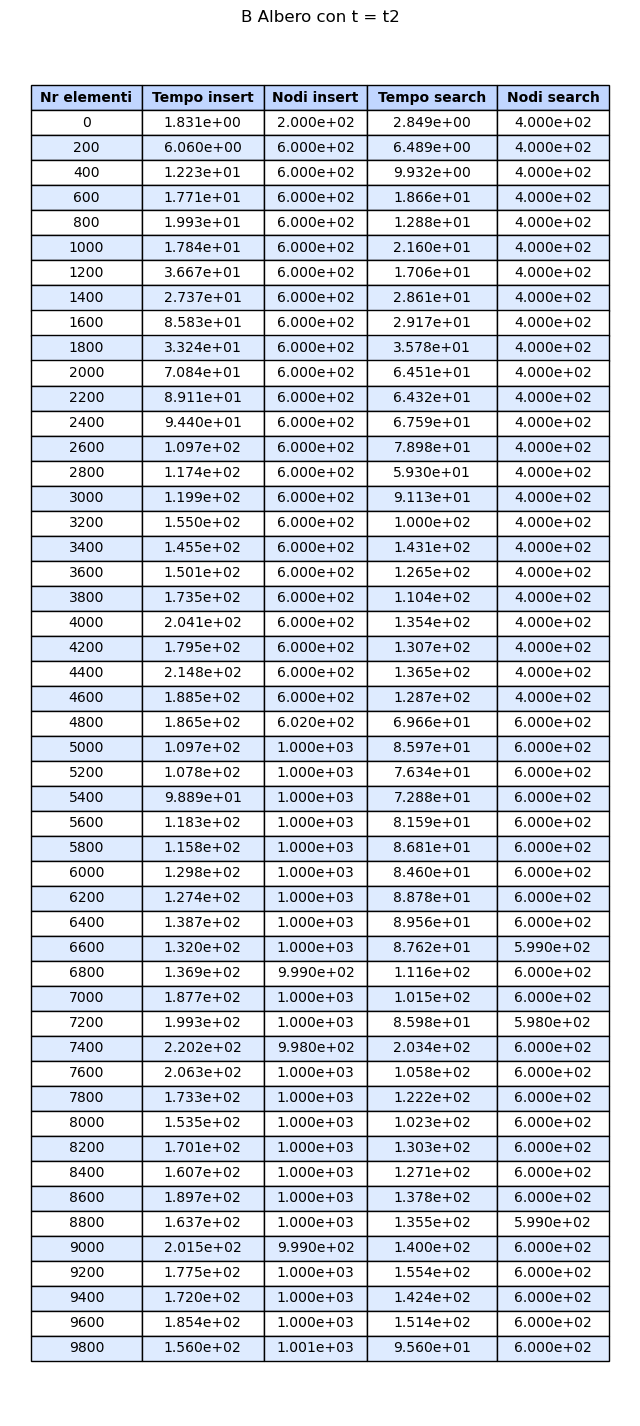 B Albero con t = t2
Nr elementi Tempo insert Nodi insert Tempo search Nodi search
0 1.831e+00 2.000e+02 2.849e+00 4.000e+02
200 6.060e+00 6.000e+02 6.489e+00 4.000e+02
400 1.223e+01 6.000e+02 9.932e+00 4.000e+02
600 1.771e+01 6.000e+02 1.866e+01 4.000e+02
800 1.993e+01 6.000e+02 1.288e+01 4.000e+02
1000 1.784e+01 6.000e+02 2.160e+01 4.000e+02
1200 3.667e+01 6.000e+02 1.706e+01 4.000e+02
1400 2.737e+01 6.000e+02 2.861e+01 4.000e+02
1600 8.583e+01 6.000e+02 2.917e+01 4.000e+02
1800 3.324e+01 6.000e+02 3.578e+01 4.000e+02
2000 7.084e+01 6.000e+02 6.451e+01 4.000e+02
2200 8.911e+01 6.000e+02 6.432e+01 4.000e+02
2400 9.440e+01 6.000e+02 6.759e+01 4.000e+02
2600 1.097e+02 6.000e+02 7.898e+01 4.000e+02
2800 1.174e+02 6.000e+02 5.930e+01 4.000e+02
3000 1.199e+02 6.000e+02 9.113e+01 4.000e+02
3200 1.550e+02 6.000e+02 1.000e+02 4.000e+02
3400 1.455e+02 6.000e+02 1.431e+02 4.000e+02
3600 1.501e+02 6.000e+02 1.265e+02 4.000e+02
3800 1.735e+02 6.000e+02 1.104e+02 4.000e+02
4000 2.041e+02 6.000e+02 1.354e+02 4.000e+02
4200 1.795e+02 6.000e+02 1.307e+02 4.000e+02
4400 2.148e+02 6.000e+02 1.365e+02 4.000e+02
4600 1.885e+02 6.000e+02 1.287e+02 4.000e+02
4800 1.865e+02 6.020e+02 6.966e+01 6.000e+02
5000 1.097e+02 1.000e+03 8.597e+01 6.000e+02
5200 1.078e+02 1.000e+03 7.634e+01 6.000e+02
5400 9.889e+01 1.000e+03 7.288e+01 6.000e+02
5600 1.183e+02 1.000e+03 8.159e+01 6.000e+02
5800 1.158e+02 1.000e+03 8.681e+01 6.000e+02
6000 1.298e+02 1.000e+03 8.460e+01 6.000e+02
6200 1.274e+02 1.000e+03 8.878e+01 6.000e+02
6400 1.387e+02 1.000e+03 8.956e+01 6.000e+02
6600 1.320e+02 1.000e+03 8.762e+01 5.990e+02
6800 1.369e+02 9.990e+02 1.116e+02 6.000e+02
7000 1.877e+02 1.000e+03 1.015e+02 6.000e+02
7200 1.993e+02 1.000e+03 8.598e+01 5.980e+02
7400 2.202e+02 9.980e+02 2.034e+02 6.000e+02
7600 2.063e+02 1.000e+03 1.058e+02 6.000e+02
7800 1.733e+02 1.000e+03 1.222e+02 6.000e+02
8000 1.535e+02 1.000e+03 1.023e+02 6.000e+02
8200 1.701e+02 1.000e+03 1.303e+02 6.000e+02
8400 1.607e+02 1.000e+03 1.271e+02 6.000e+02
8600 1.897e+02 1.000e+03 1.378e+02 6.000e+02
8800 1.637e+02 1.000e+03 1.355e+02 5.990e+02
9000 2.015e+02 9.990e+02 1.400e+02 6.000e+02
9200 1.775e+02 1.000e+03 1.554e+02 6.000e+02
9400 1.720e+02 1.000e+03 1.424e+02 6.000e+02
9600 1.854e+02 1.000e+03 1.514e+02 6.000e+02
9800 1.560e+02 1.001e+03 9.560e+01 6.000e+02